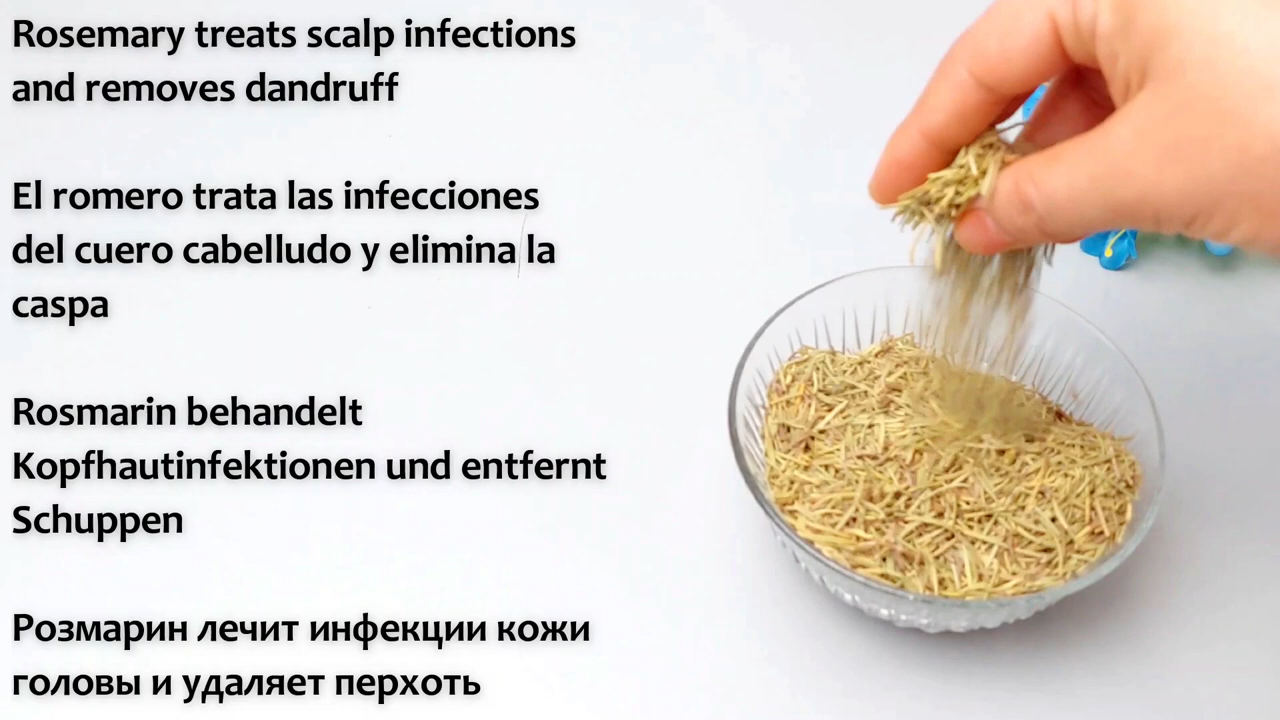 Rosemary treats scalp infections
and removes dandruff
El romero trata las infecciones
del cuero cabelludo y elimina la
caspa
Rosmarin behandelt
Kopfhautinfektionen und entfernt
Schuppen
Розмарин лечит инфекции кожи
головы и удаляет перхоть